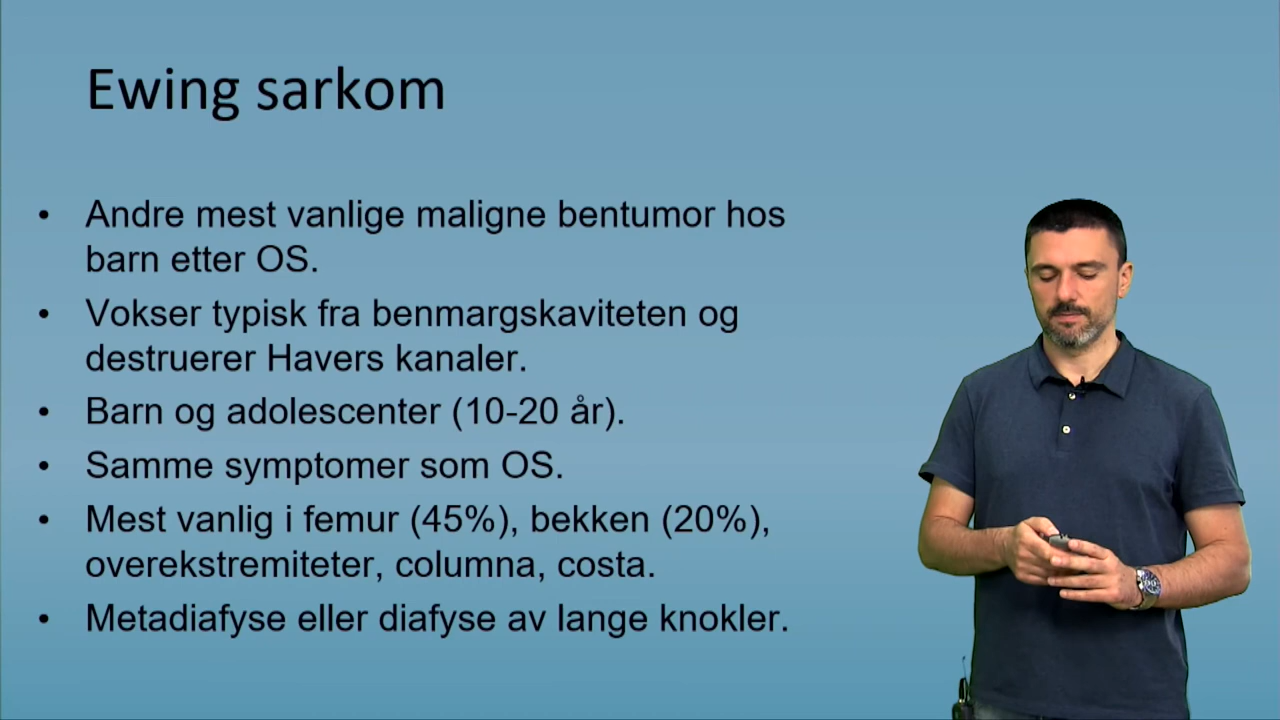 Ewing sarkom
• Andre mest vanlige maligne bentumor hos
barn etter OS.
• Vokser typisk fra benmargskaviteten og
destruerer Havers kanaler.
• Barn og adolescenter (10-20 år).
• Samme symptomer som OS.
• Mest vanlig i femur (45%), bekken (20%),
overekstremiteter, columna, costa.
• Metadiafyse eller diafyse av lange knokler.